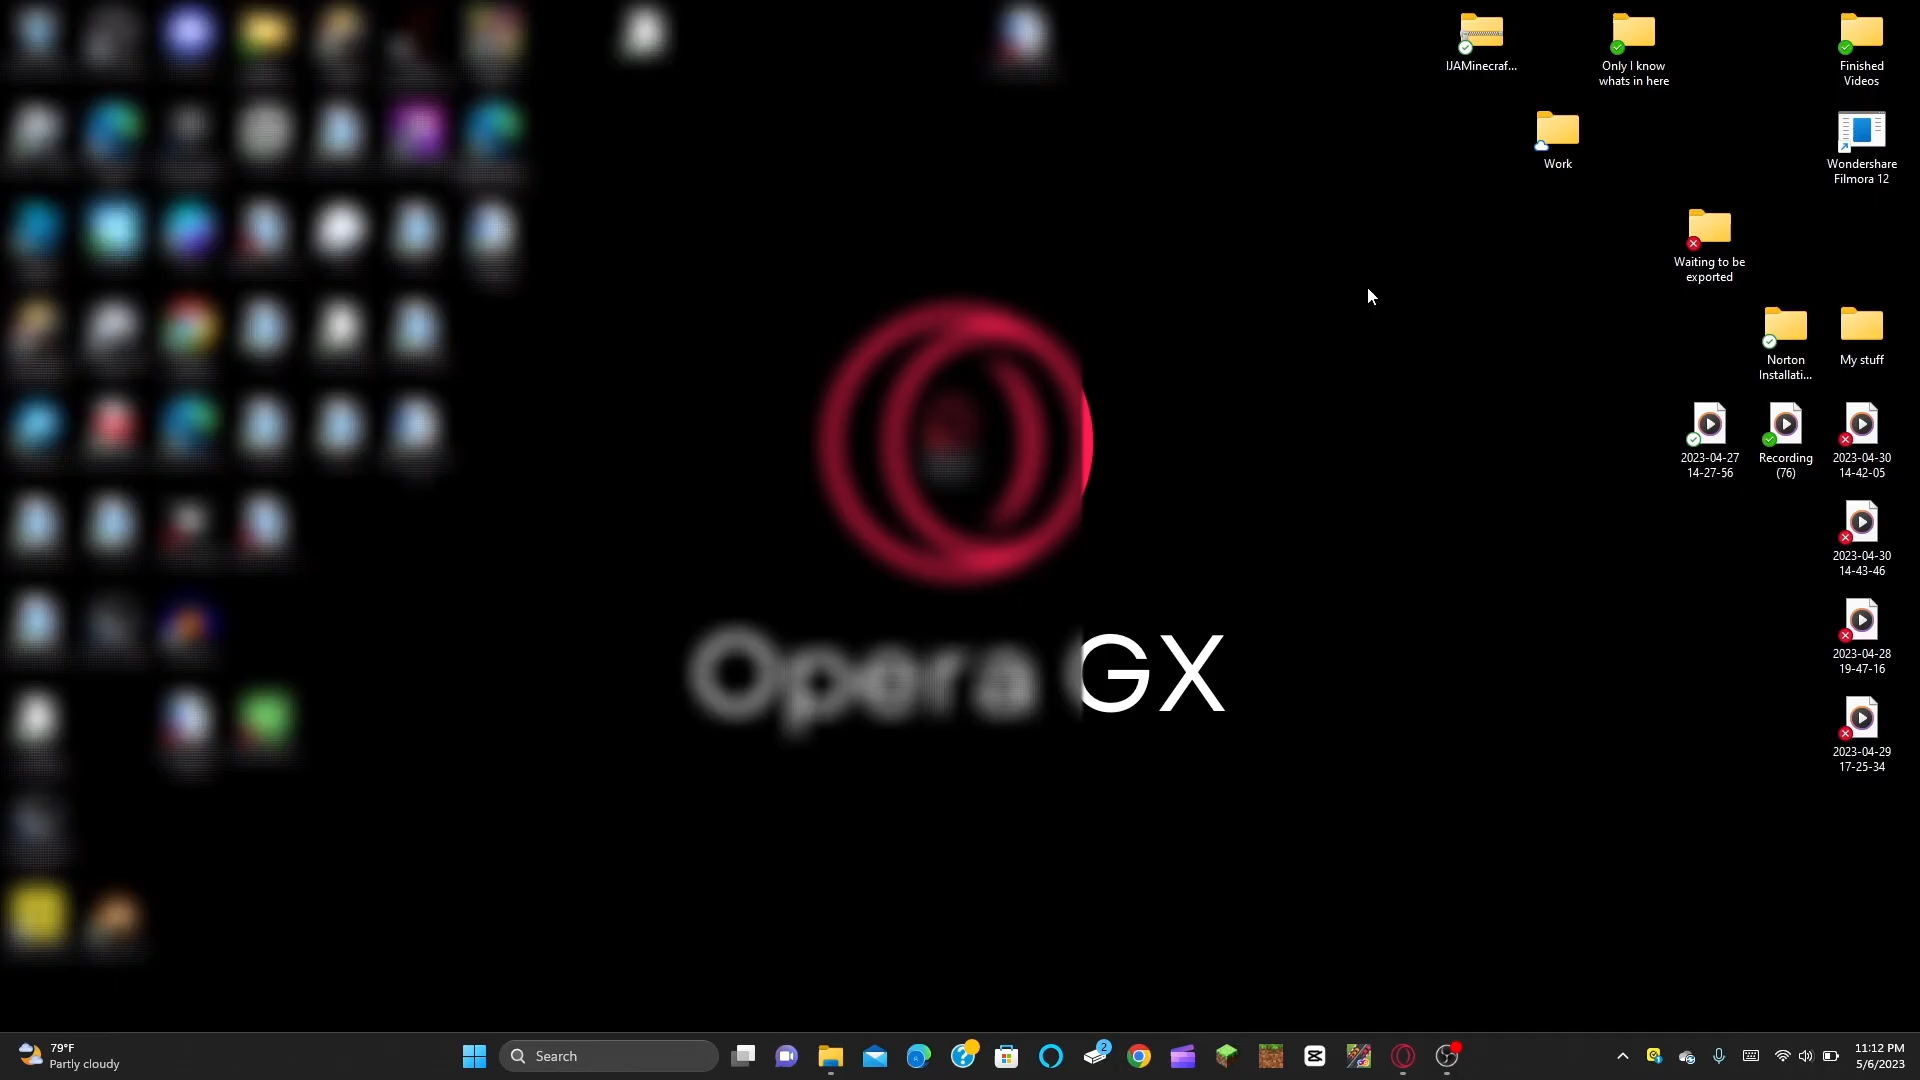 IJAMinecraf...
Only I know
whats in here
Finished
Videos
Work
Wondershare
Filmora 12
Waiting to be
exported
Norton
Installati...
My stuff
2023-04-27
14-27-56
Recording
(76)
2023-04-30
14-42-05
2023-04-30
14-43-46
2023-04-28
19-47-16
2023-04-29
17-25-34
Opera GX
79°F
Partly cloudy
Search
2
11:12 PM
5/6/2023